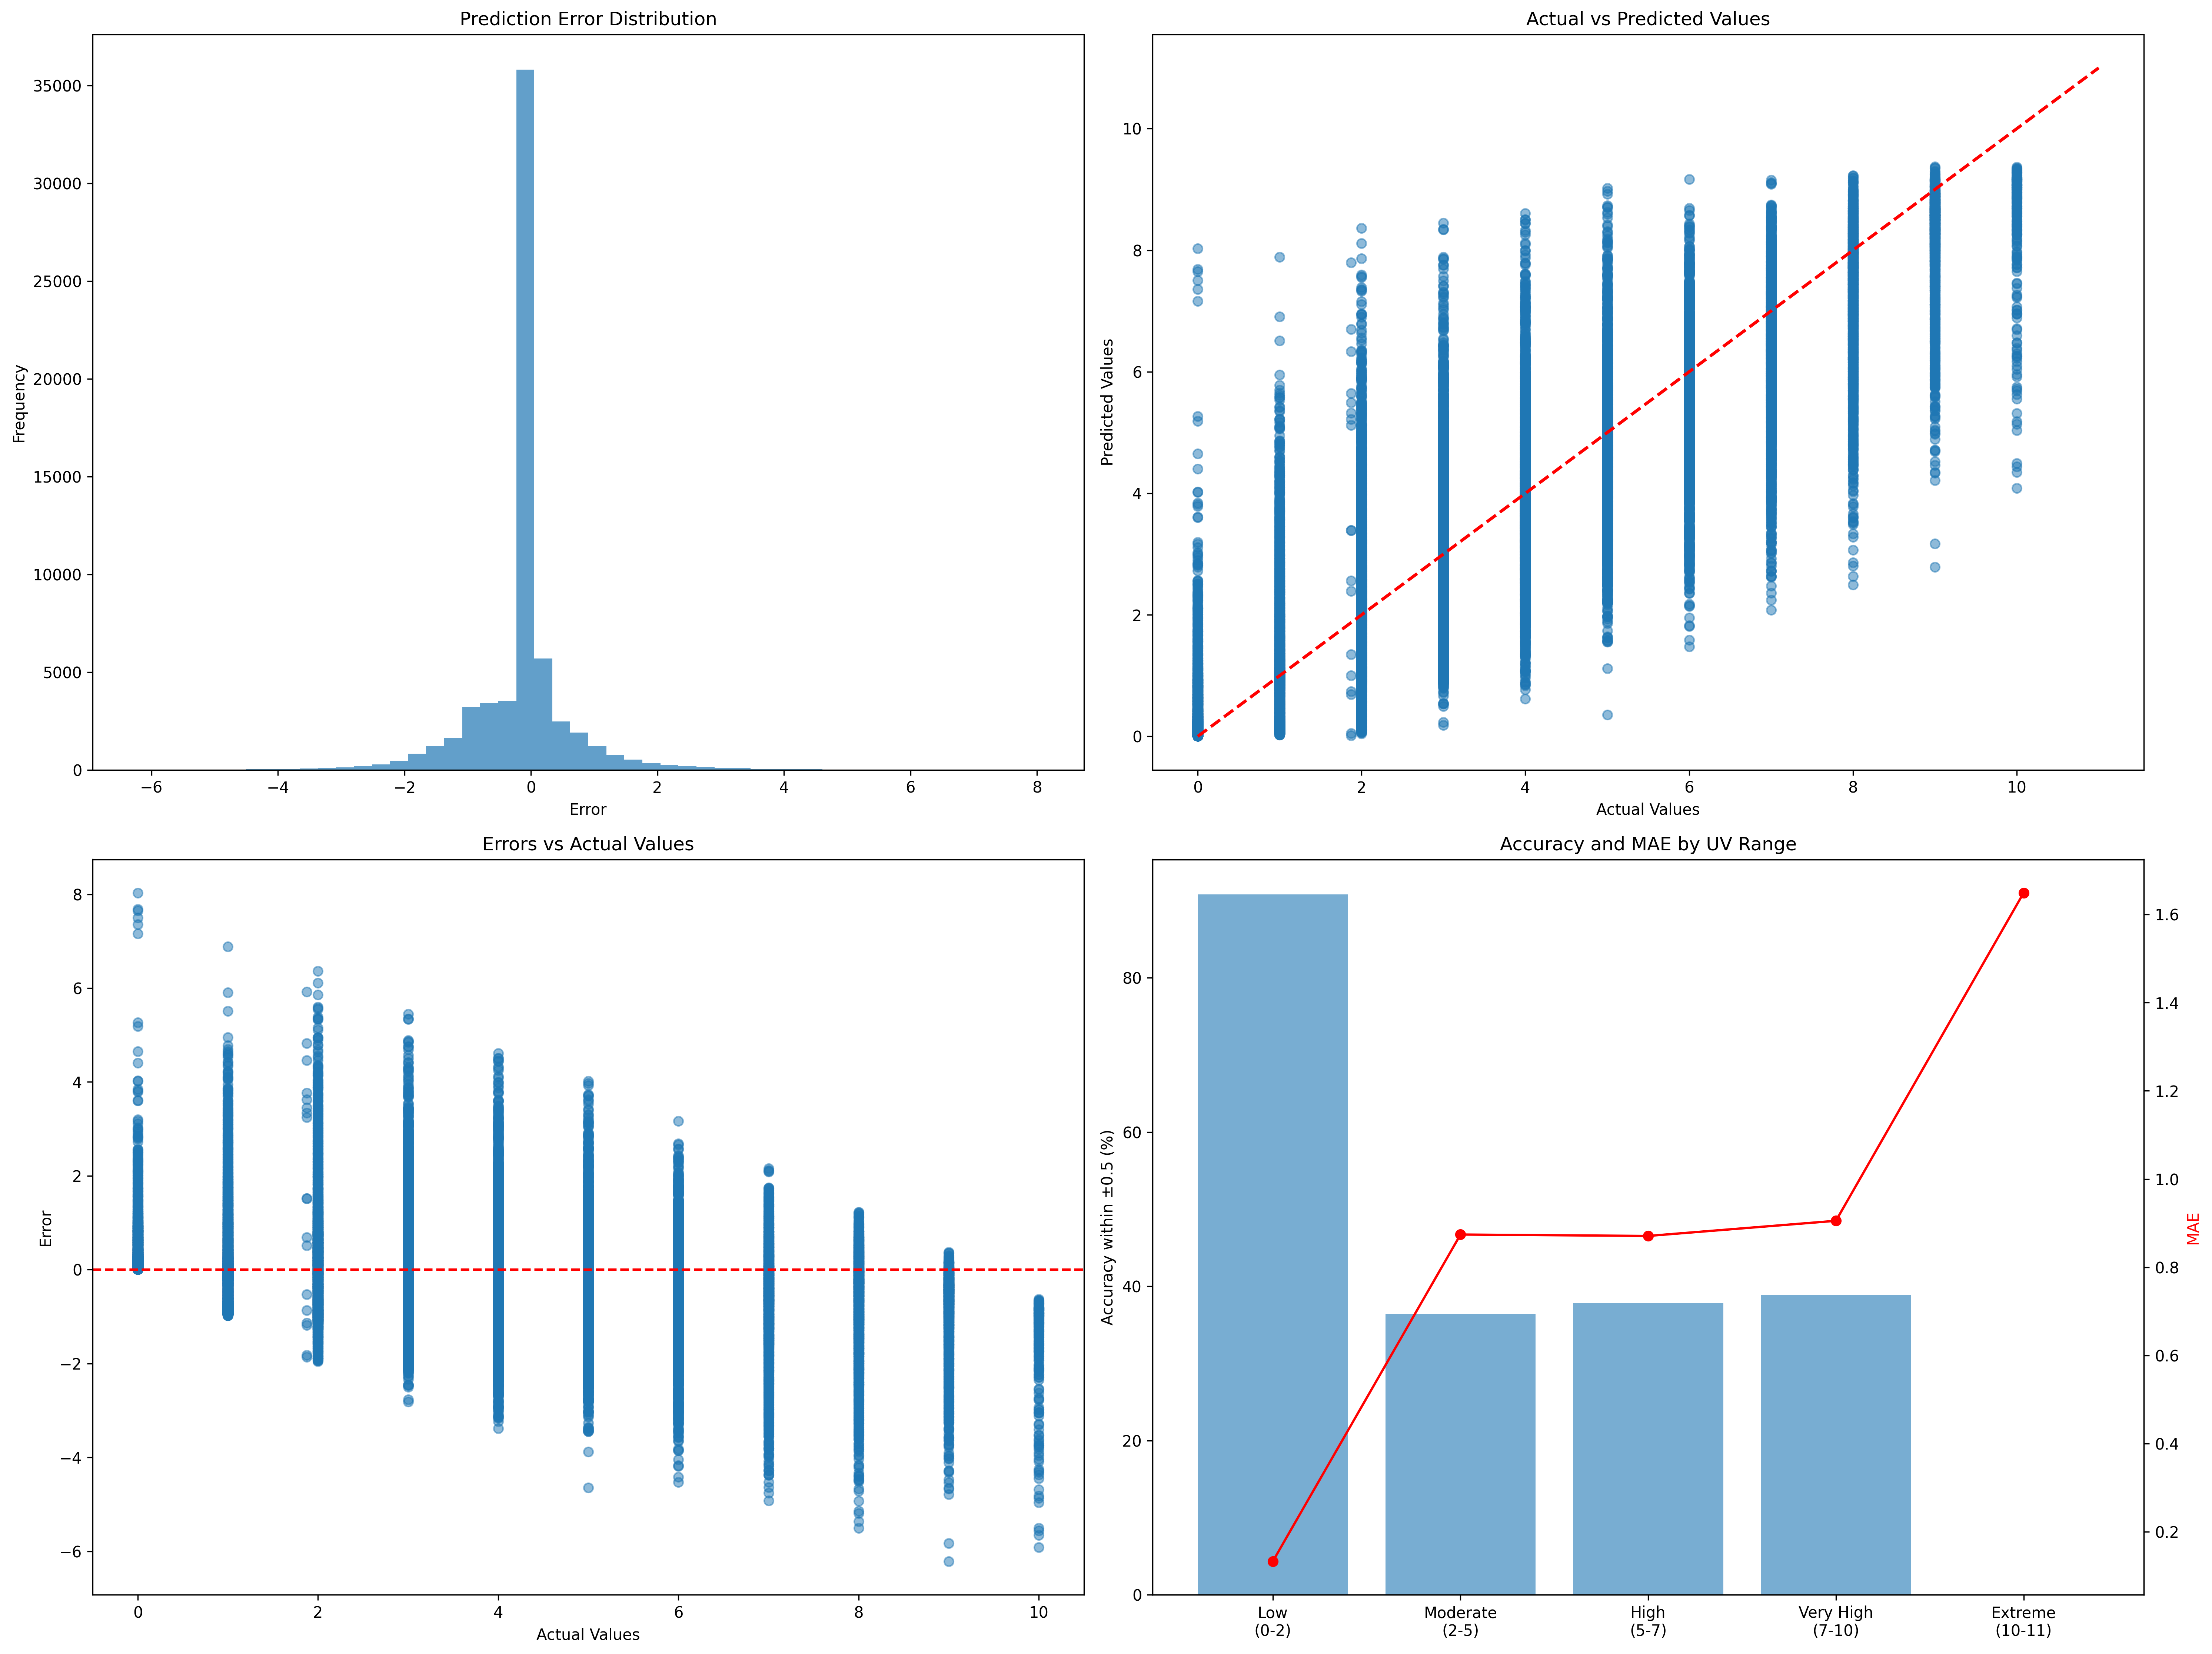 Prediction Error Distribution
35000
30000
25000
20000
15000
10000
5000
0
Frequency
−6 −4 −2 0 2 4 6 8
Error
Actual vs Predicted Values
10
8
6
4
2
0
Predicted Values
0 2 4 6 8 10
Actual Values
Errors vs Actual Values
8
6
4
2
0
−2
−4
−6
Error
0 2 4 6 8 10
Actual Values
Accuracy and MAE by UV Range
80
60
40
20
0
Accuracy within ±0.5 (%)
1.6
1.4
1.2
1.0
0.8
0.6
0.4
0.2
MAE
Low Moderate High Very High Extreme
(0-2) (2-5) (5-7) (7-10) (10-11)